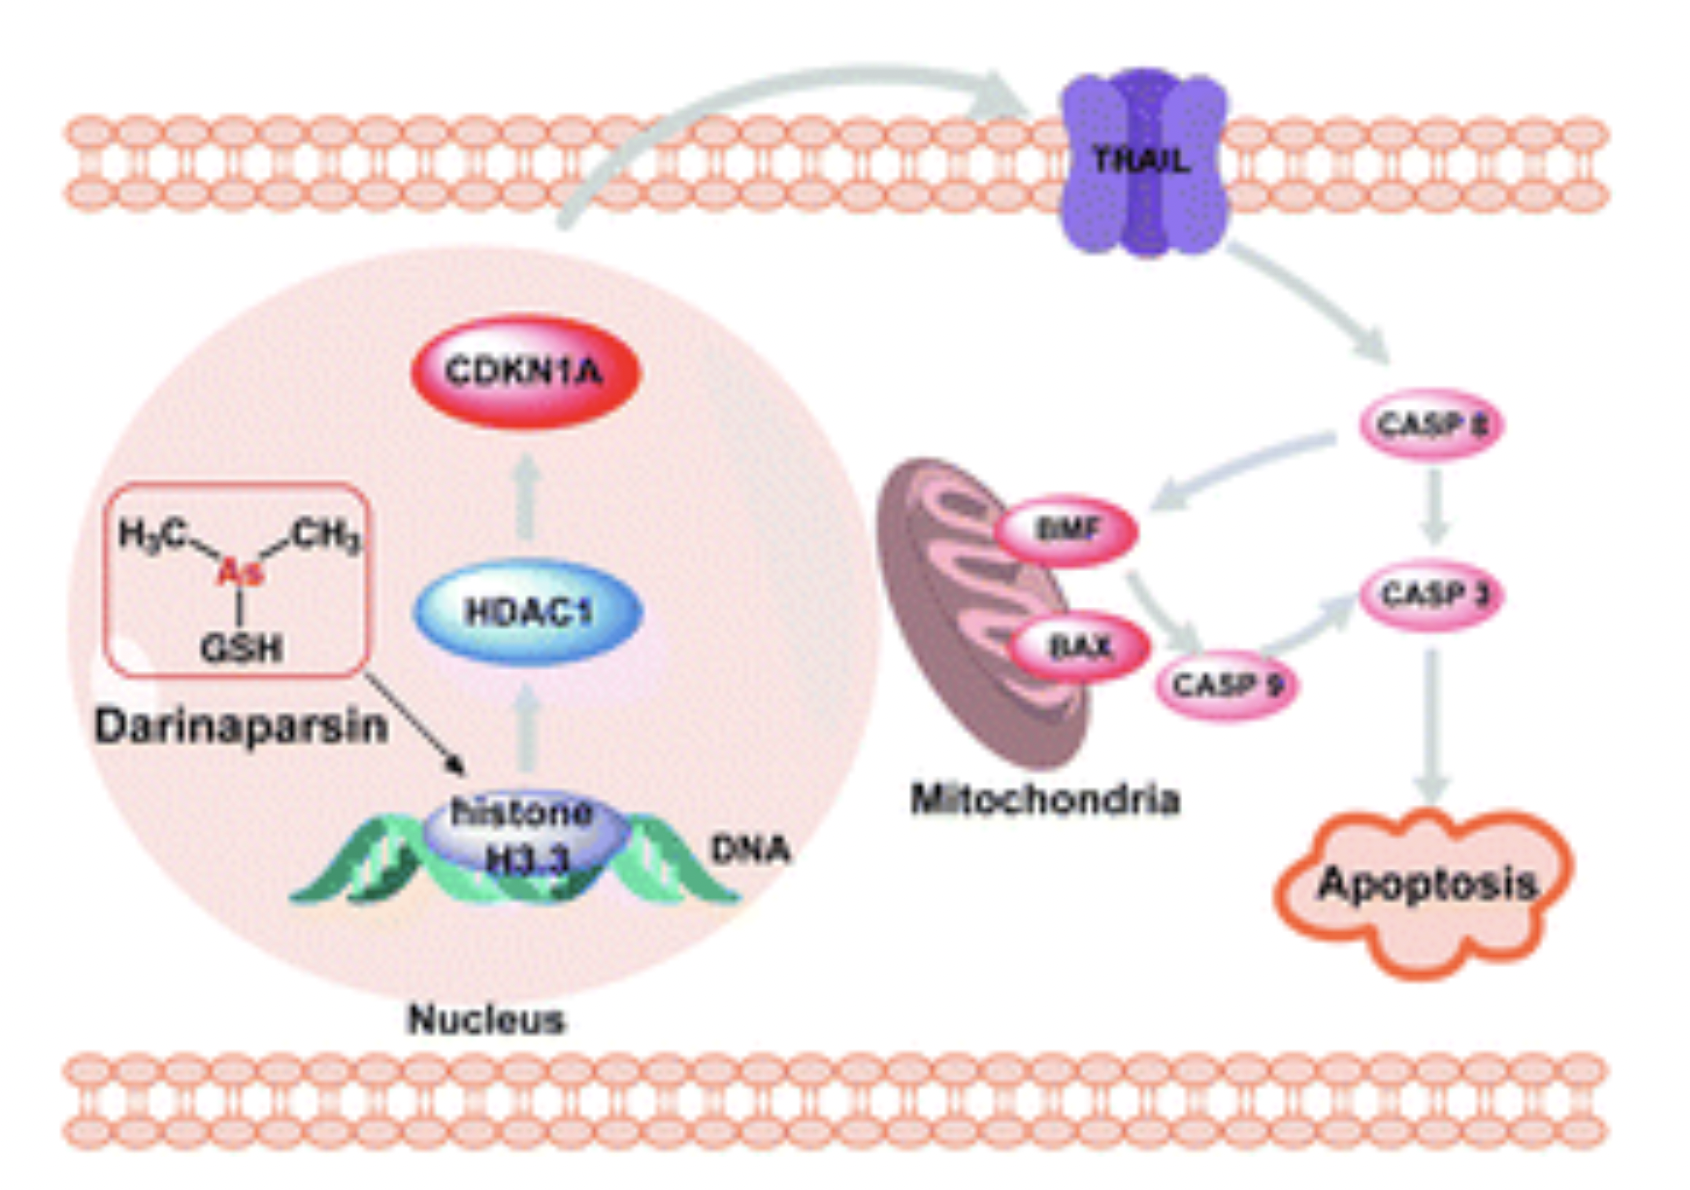 TRAIL
CDKN1A
CASP 8
H₃C CH₃
As
GSH
HDAC1
BMF
BAX
CASP 3
CASP 9
Darinaparsin
histone
H3.3
DNA
Mitochondria
Apoptosis
Nucleus